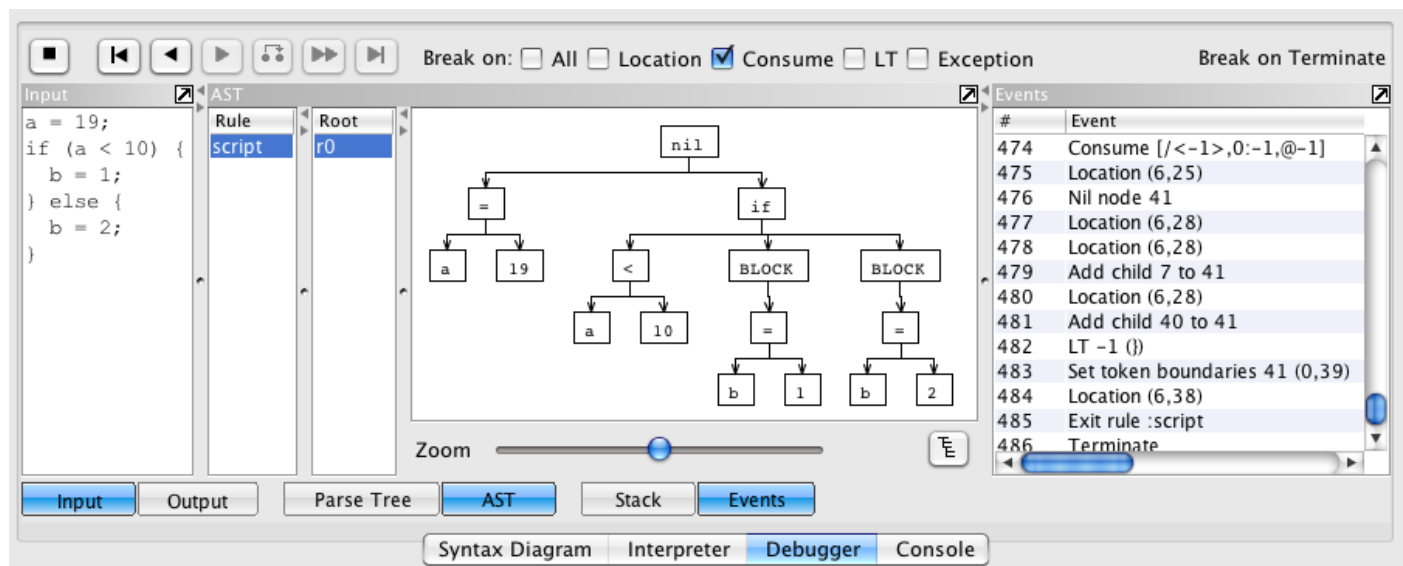 Break on: All Location Consume LT Exception Break on Terminate
Input
a = 19;
if (a < 10) {
b = 1;
} else {
b = 2;
}
AST
Rule
script
Root
r0
nil
= if
a 19 < BLOCK BLOCK
a 10 = =
b 1 b 2
Zoom
Events
# Event
474 Consume [/<-1>,0:-1,@-1]
475 Location (6,25)
476 Nil node 41
477 Location (6,28)
478 Location (6,28)
479 Add child 7 to 41
480 Location (6,28)
481 Add child 40 to 41
482 LT -1 (})
483 Set token boundaries 41 (0,39)
484 Location (6,38)
485 Exit rule :script
486 Terminate
Input Output Parse Tree AST Stack Events
Syntax Diagram Interpreter Debugger Console